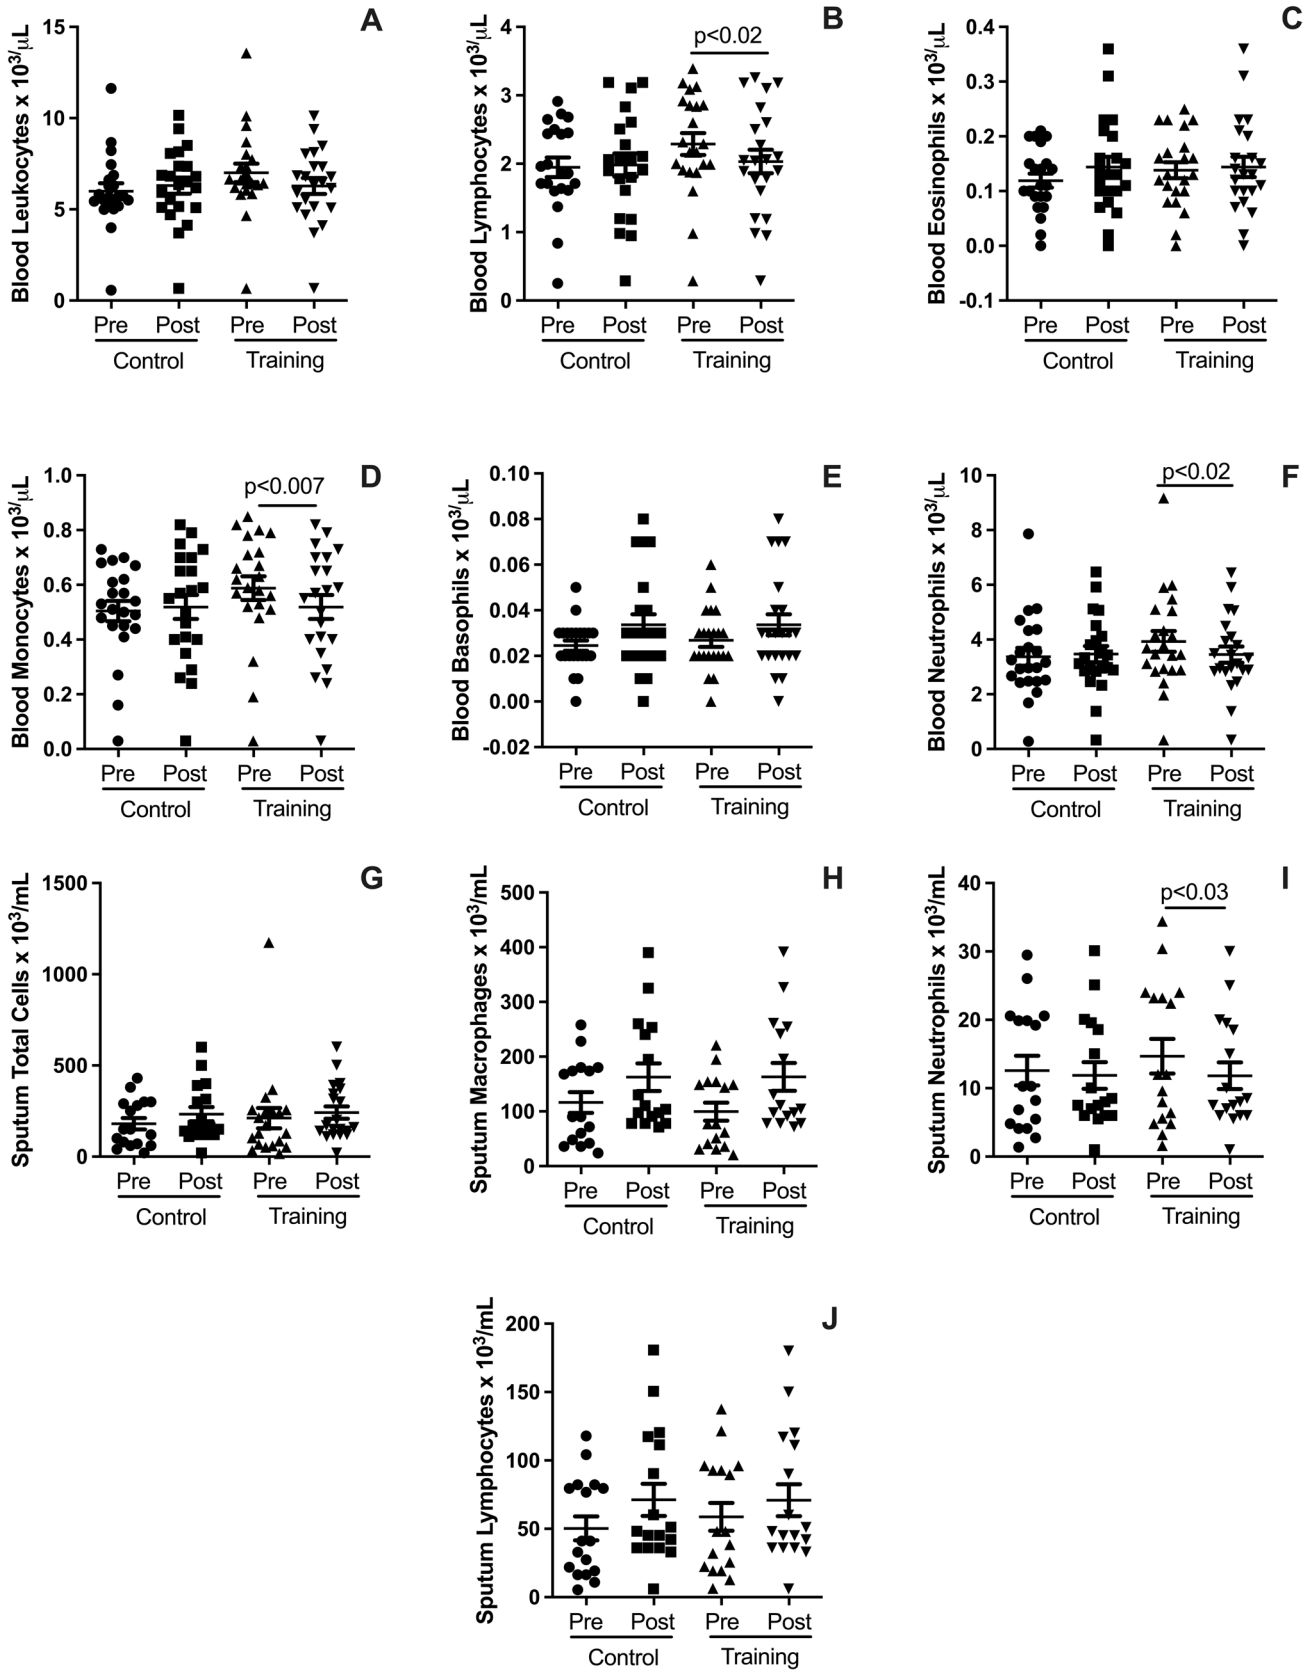 A
Blood Leukocytes x 10³/µL
15
10
5
0
Pre Post Pre Post
Control Training
B
Blood Lymphocytes x 10³/µL
p<0.02
4
3
2
1
0
Pre Post Pre Post
Control Training
C
Blood Eosinophils x 10³/µL
0.4
0.3
0.2
0.1
0.0
-0.1
Pre Post Pre Post
Control Training
D
Blood Monocytes x 10³/µL
p<0.007
1.0
0.8
0.6
0.4
0.2
0.0
Pre Post Pre Post
Control Training
E
Blood Basophils x 10³/µL
0.10
0.08
0.06
0.04
0.02
0.00
-0.02
Pre Post Pre Post
Control Training
F
Blood Neutrophils x 10³/µL
p<0.02
10
8
6
4
2
0
Pre Post Pre Post
Control Training
G
Sputum Total Cells x 10³/mL
1500
1000
500
0
Pre Post Pre Post
Control Training
H
Sputum Macrophages x 10³/mL
500
400
300
200
100
0
Pre Post Pre Post
Control Training
I
Sputum Neutrophils x 10³/mL
p<0.03
40
30
20
10
0
Pre Post Pre Post
Control Training
J
Sputum Lymphocytes x 10³/mL
200
150
100
50
0
Pre Post Pre Post
Control Training